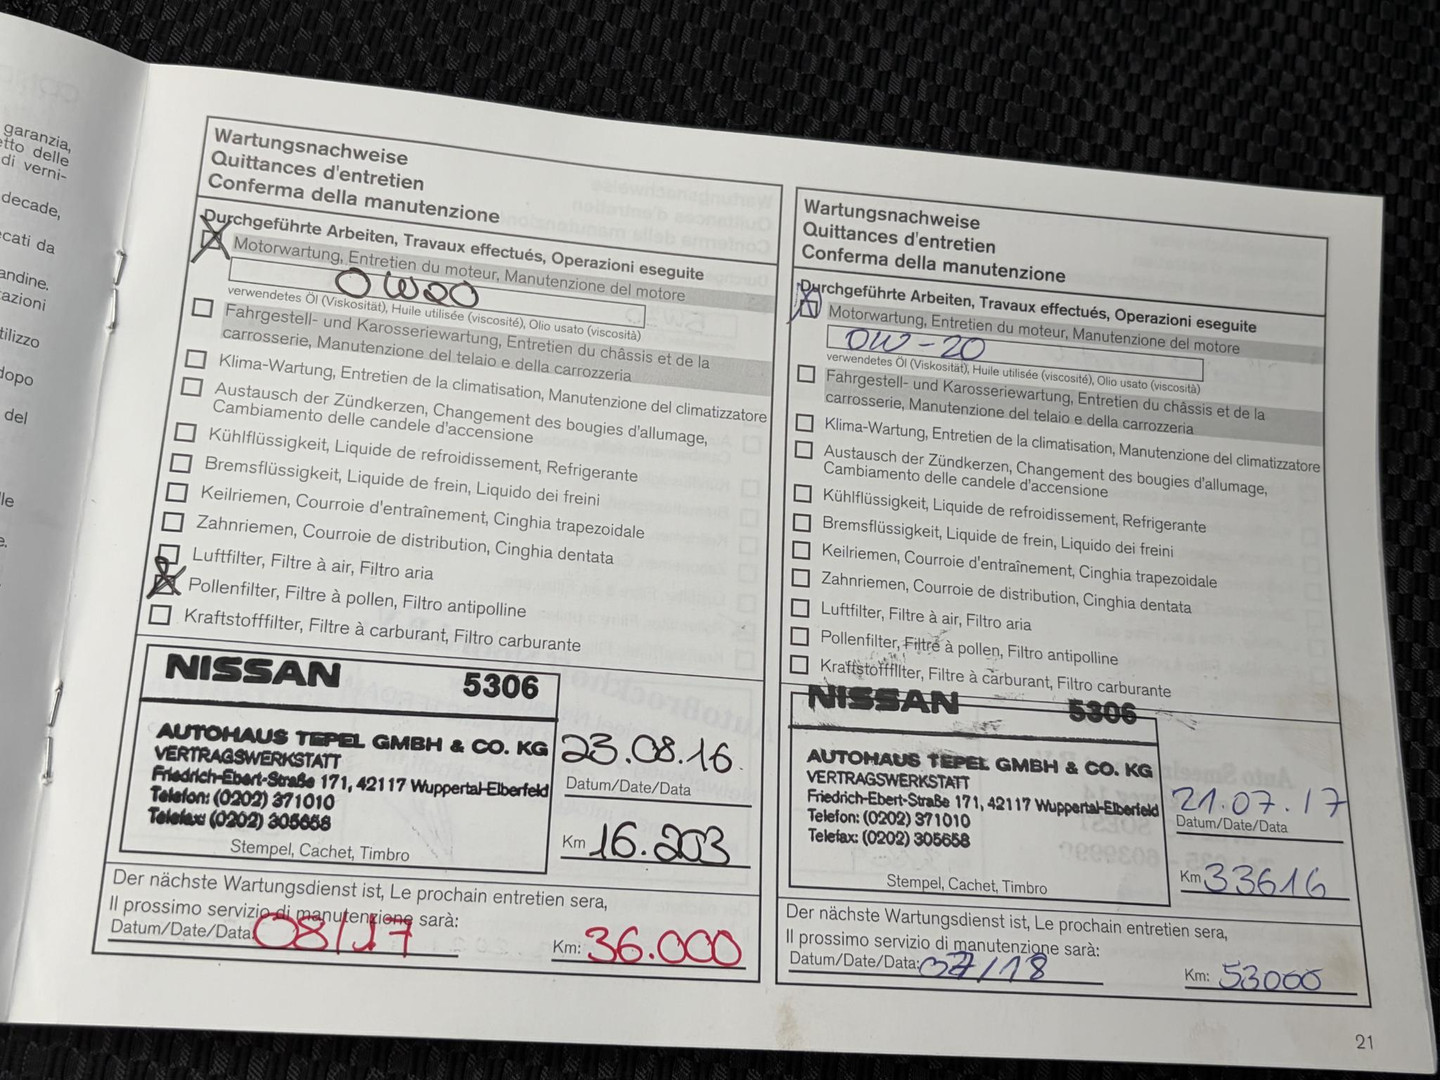 garanzia,
tto delle
di verni-
decade,
cati da
andine.
azioni
tilizzo
dopo
del
lle
e.
Wartungsnachweise
Quittances d'entretien
Conferma della manutenzione
Durchgeführte Arbeiten, Travaux effectués, Operazioni eseguite
Motorwartung, Entretien du moteur, Manutenzione del motore
0W20
verwendetes Öl (Viskosität), Huile utilisée (viscosité), Olio usato (viscosità)
Fahrgestell- und Karosseriewartung, Entretien du châssis et de la
carrosserie, Manutenzione del telaio e della carrozzeria
Klima-Wartung, Entretien de la climatisation, Manutenzione del climatizzatore
Austausch der Zündkerzen, Changement des bougies d'allumage,
Cambiamento delle candele d'accensione
Kühlflüssigkeit, Liquide de refroidissement, Refrigerante
Bremsflüssigkeit, Liquide de frein, Liquido dei freini
Keilriemen, Courroie d'entraînement, Cinghia trapezoidale
Zahnriemen, Courroie de distribution, Cinghia dentata
Luftfilter, Filtre à air, Filtro aria
Pollenfilter, Filtre à pollen, Filtro antipolline
Kraftstofffilter, Filtre à carburant, Filtro carburante
NISSAN 5306
AUTOHAUS TEPEL GMBH & CO. KG
VERTRAGSWERKSTATT
Friedrich-Ebert-Straße 171, 42117 Wuppertal-Elberfeld
Telefon: (0202) 371010
Telefax: (0202) 305658
Stempel, Cachet, Timbro
23.08.16.
Datum/Date/Data
Km 16.203
Der nächste Wartungsdienst ist, Le prochain entretien sera,
Il prossimo servizio di manutenzione sarà:
Datum/Date/Data: 08/17 Km: 36.000
Wartungsnachweise
Quittances d'entretien
Conferma della manutenzione
Durchgeführte Arbeiten, Travaux effectués, Operazioni eseguite
Motorwartung, Entretien du moteur, Manutenzione del motore
0W-20
verwendetes Öl (Viskosität), Huile utilisée (viscosité), Olio usato (viscosità)
Fahrgestell- und Karosseriewartung, Entretien du châssis et de la
carrosserie, Manutenzione del telaio e della carrozzeria
Klima-Wartung, Entretien de la climatisation, Manutenzione del climatizzatore
Austausch der Zündkerzen, Changement des bougies d'allumage,
Cambiamento delle candele d'accensione
Kühlflüssigkeit, Liquide de refroidissement, Refrigerante
Bremsflüssigkeit, Liquide de frein, Liquido dei freini
Keilriemen, Courroie d'entraînement, Cinghia trapezoidale
Zahnriemen, Courroie de distribution, Cinghia dentata
Luftfilter, Filtre à air, Filtro aria
Pollenfilter, Filtre à pollen, Filtro antipolline
Kraftstofffilter, Filtre à carburant, Filtro carburante
NISSAN 5306
AUTOHAUS TEPEL GMBH & CO. KG
VERTRAGSWERKSTATT
Friedrich-Ebert-Straße 171, 42117 Wuppertal-Elberfeld
Telefon: (0202) 371010
Telefax: (0202) 305658
Stempel, Cachet, Timbro
21.07.17
Datum/Date/Data
Km 33616
Der nächste Wartungsdienst ist, Le prochain entretien sera,
Il prossimo servizio di manutenzione sarà:
Datum/Date/Data: 07/18 Km: 53000
21